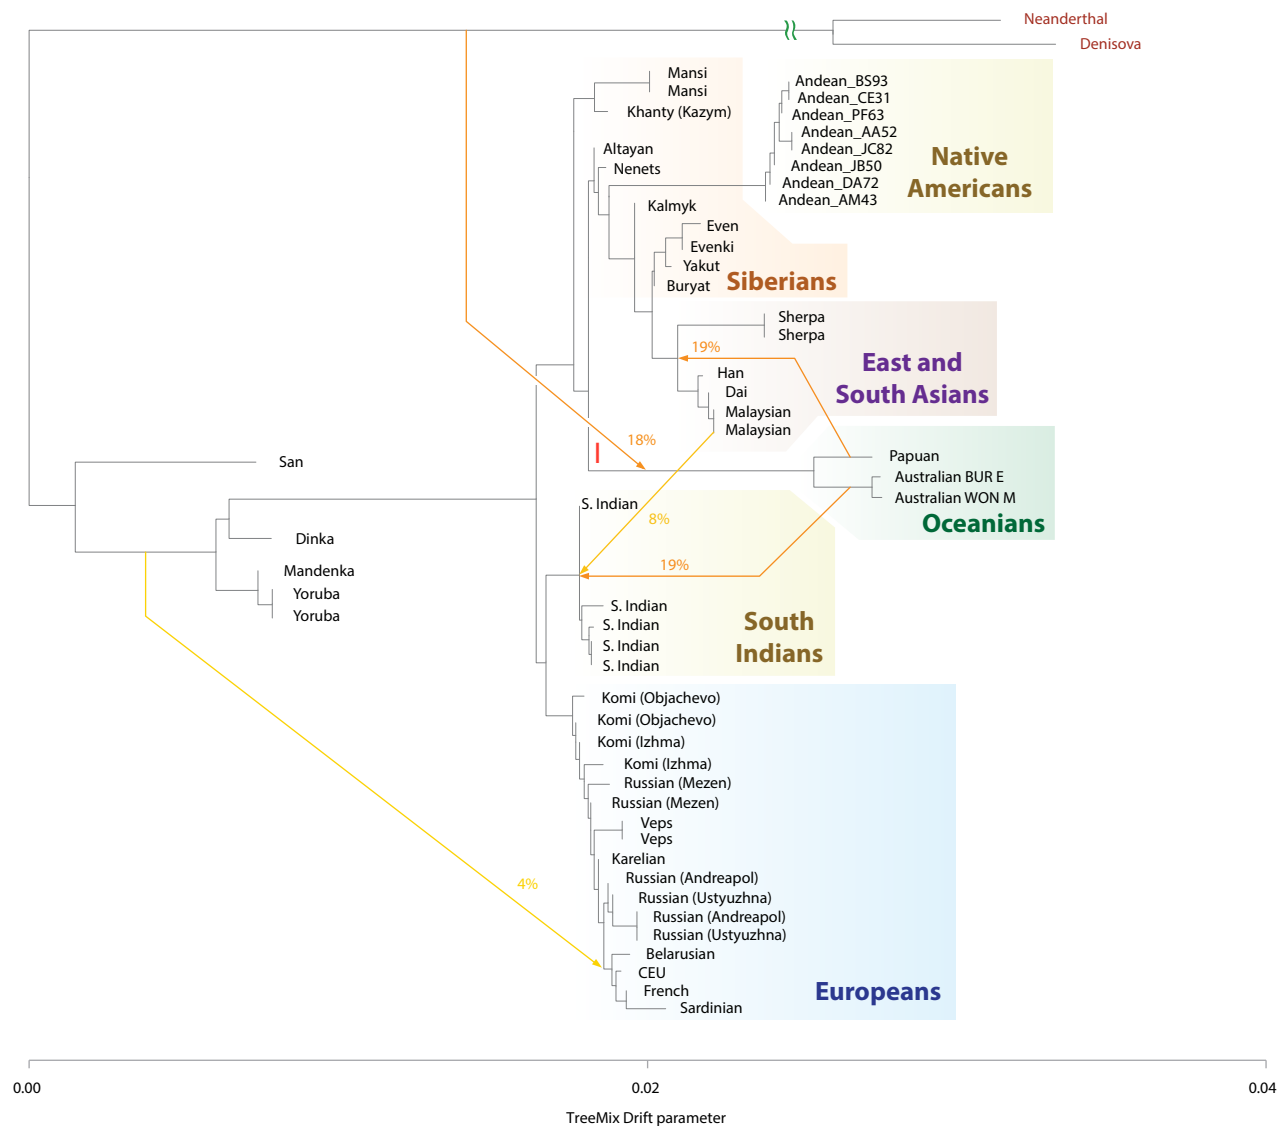 Neanderthal
Denisova
Mansi
Mansi
Khanty (Kazym)
Andean_BS93
Andean_CE31
Andean_PF63
Andean_AA52
Andean_JC82
Andean_JB50
Andean_DA72
Andean_AM43
Native
Americans
Altayan
Nenets
Kalmyk
Even
Evenki
Yakut
Buryat
Siberians
Sherpa
Sherpa
19%
Han
Dai
Malaysian
Malaysian
East and
South Asians
18%
Papuan
Australian BUR E
Australian WON M
Oceanians
San
S. Indian
8%
Dinka
19%
Mandenka
Yoruba
Yoruba
S. Indian
S. Indian
S. Indian
S. Indian
South
Indians
Komi (Objachevo)
Komi (Objachevo)
Komi (Izhma)
Komi (Izhma)
Russian (Mezen)
Russian (Mezen)
Veps
Veps
Karelian
Russian (Andreapol)
4%
Russian (Ustyuzhna)
Russian (Andreapol)
Russian (Ustyuzhna)
Belarusian
CEU
French
Sardinian
Europeans
0.00
0.02
0.04
TreeMix Drift parameter